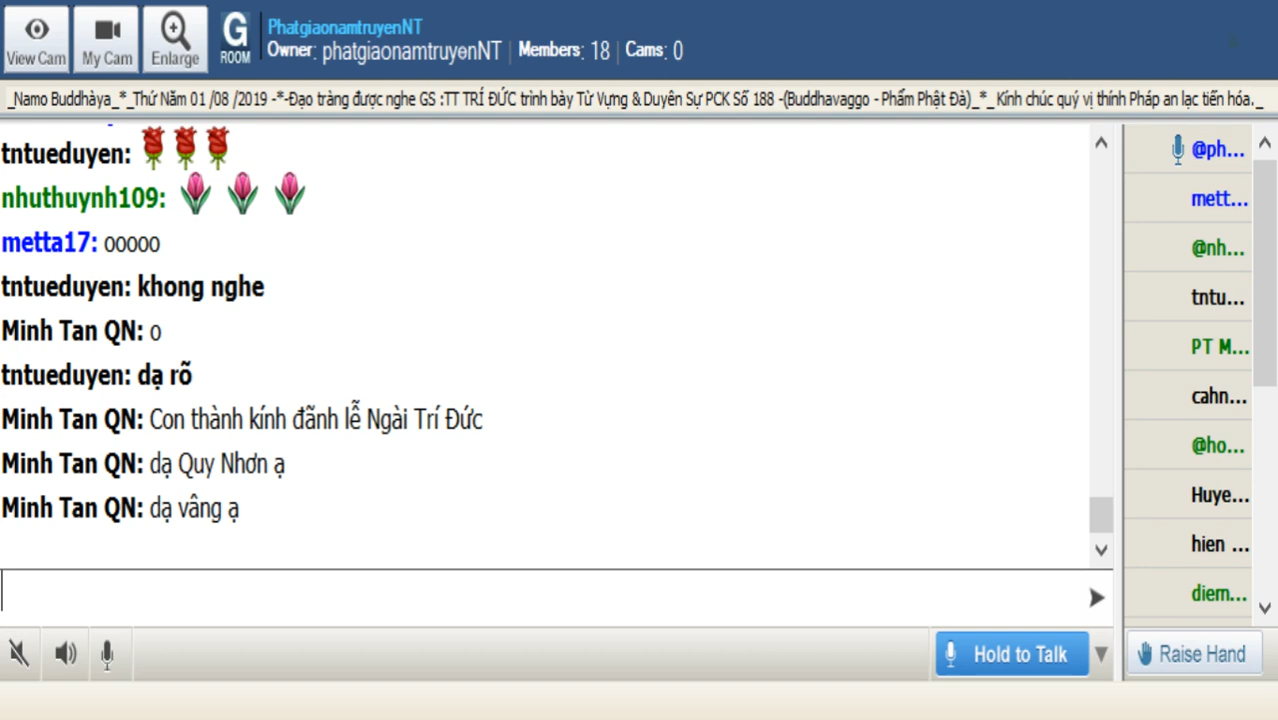 View Cam
My Cam
Enlarge
G
ROOM
PhatgiaonamtruyenNT
Owner: phatgiaonamtruyenNT | Members: 18 | Cams: 0
_Namo Buddhàya_*_Thứ Năm 01 /08 /2019 -*-Đạo tràng được nghe GS :TT TRÍ ĐỨC trình bày Từ Vựng & Duyên Sự PCK Số 188 -(Buddhavaggo - Phẩm Phật Đà)_*_ Kính chúc quý vị thính Pháp an lạc tiến hóa._
tntueduyen:
nhuthuynh109:
metta17: ooooo
tntueduyen: khong nghe
Minh Tan QN: o
tntueduyen: dạ rõ
Minh Tan QN: Con thành kính đãnh lễ Ngài Trí Đức
Minh Tan QN: dạ Quy Nhơn ạ
Minh Tan QN: dạ vâng ạ
@ph...
mett...
@nh...
tntu...
PT M...
cahn...
@ho...
Huye...
hien ...
diem...
Hold to Talk
Raise Hand